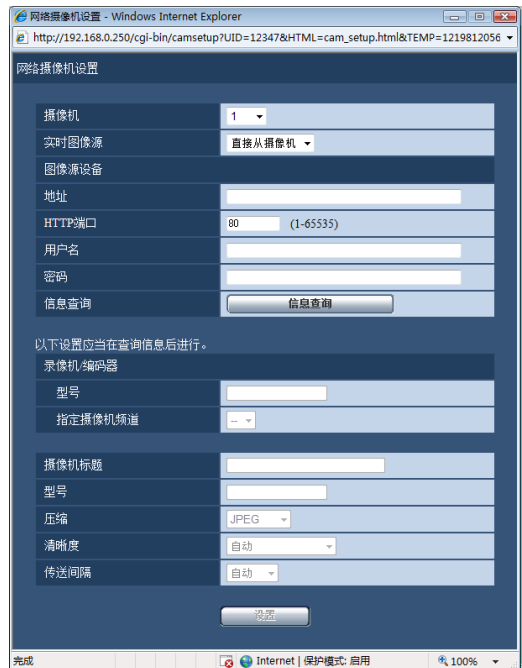 网络摄像机设置 - Windows Internet Explorer
http://192.168.0.250/cgi-bin/camsetup?UID=12347&HTML=cam_setup.html&TEMP=1219812056
网络摄像机设置
摄像机 1
实时图像源 直接从摄像机
图像源设备
地址
HTTP端口 80 (1-65535)
用户名
密码
信息查询 信息查询
以下设置应当在查询信息后进行。
录像机/编码器
型号
指定摄像机频道 --
摄像机标题
型号
压缩 JPEG
清晰度 自动
传送间隔 自动
设置
完成 Internet | 保护模式: 启用 100%